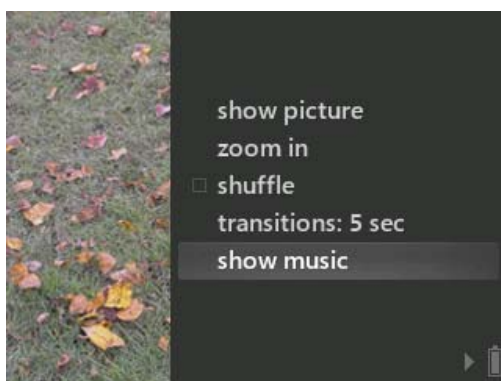 show picture
zoom in
shuffle
transitions: 5 sec
show music